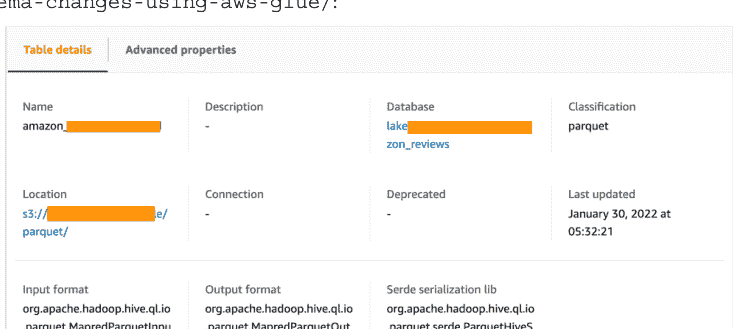 ema-changes-using-aws-glue/:
Table details Advanced properties
Name Description Database Classification
amazon_ - lake parquet
zon_reviews
Location Connection Deprecated Last updated
s3:// .e/ - - January 30, 2022 at
parquet/ 05:32:21
Input format Output format Serde serialization lib
org.apache.hadoop.hive.ql.io org.apache.hadoop.hive.ql.io org.apache.hadoop.hive.ql.io
.parquet.MapredParquetInpu .parquet.MapredParquetOut .parquet.serde.ParquetHiveS